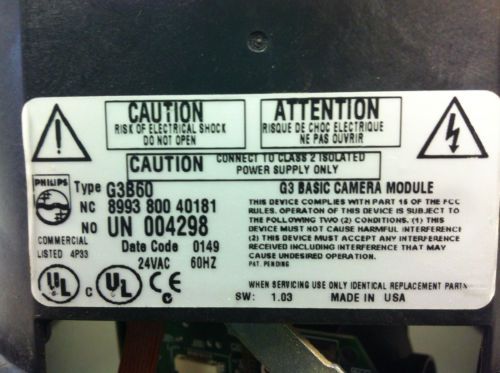 CAUTION
RISK OF ELECTRICAL SHOCK
DO NOT OPEN
ATTENTION
RISQUE DE CHOC ELECTRIQUE
NE PAS OUVRIR
CAUTION
CONNECT TO CLASS 2 ISOLATED
POWER SUPPLY ONLY
PHILIPS
Type G3B60
NC 8993 800 40181
NO UN 004298
Date Code 0149
24VAC 60HZ
COMMERCIAL
LISTED 4P33
UL
C UL CE
G3 BASIC CAMERA MODULE
THIS DEVICE COMPLIES WITH PART 15 OF THE FCC
RULES. OPERATON OF THIS DEVICE IS SUBJECT TO
THE FOLLOWING TWO (2) CONDITIONS. (1) THIS
DEVICE MUST NOT CAUSE HARMFUL INTERFERENCE
(2) THIS DEVICE MUST ACCEPT ANY INTERFERENCE
RECEIVED INCLUDING INTERFERENCE THAT MAY
CAUSE UNDESIRED OPERATION.
PAT. PENDING
WHEN SERVICING USE ONLY IDENTICAL REPLACEMENT PARTS
SW: 1.03 MADE IN USA